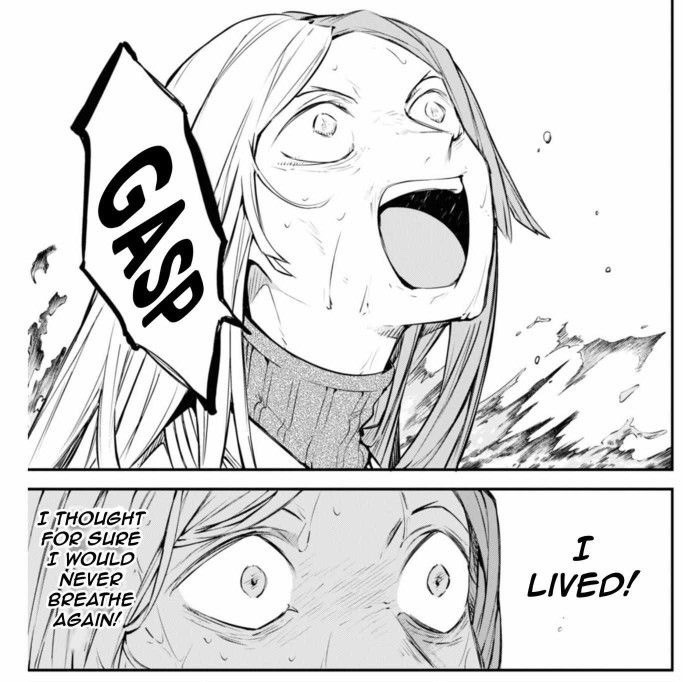 GASP
I
LIVED!
I THOUGHT
FOR SURE
I WOULD
NEVER
BREATHE
AGAIN!